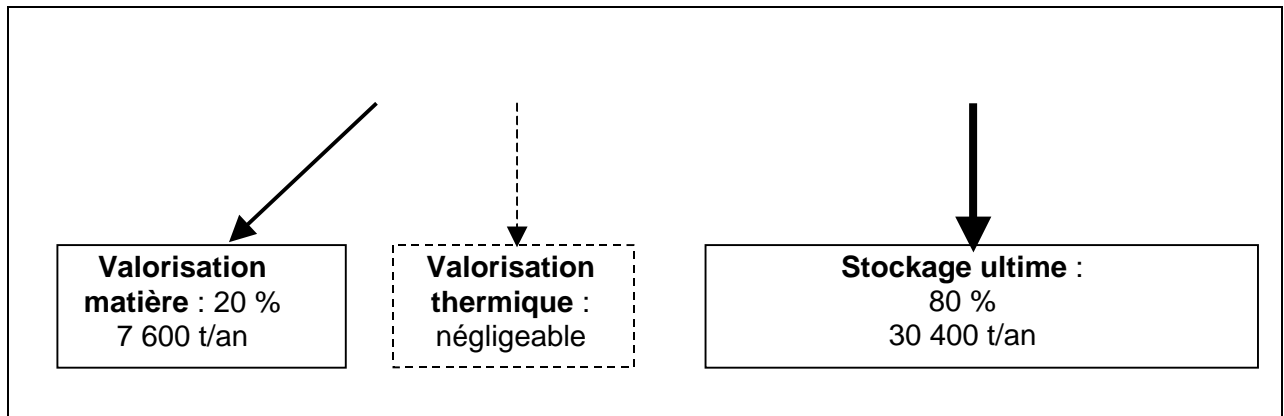 Valorisation
matière : 20 %
7 600 t/an
Valorisation
thermique :
négligeable
Stockage ultime :
80 %
30 400 t/an